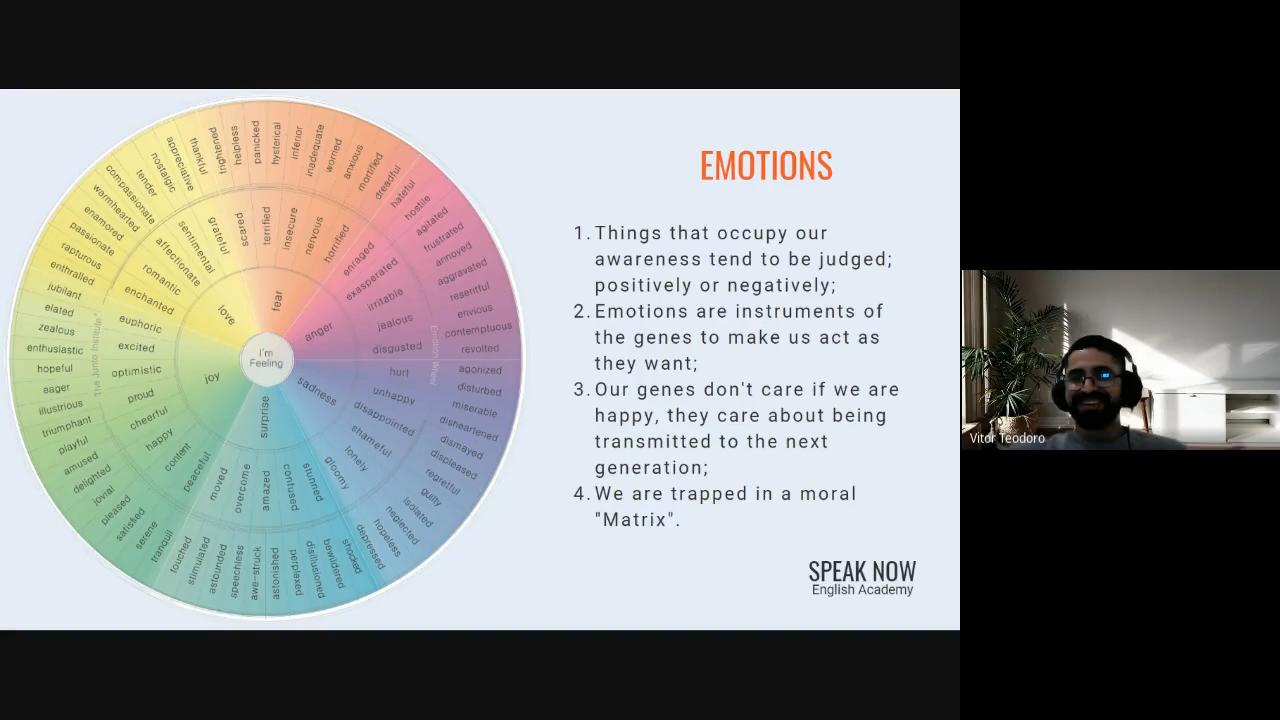 EMOTIONS
1. Things that occupy our
awareness tend to be judged;
positively or negatively;
2. Emotions are instruments of
the genes to make us act as
they want;
3. Our genes don't care if we are
happy, they care about being
transmitted to the next
generation;
4. We are trapped in a moral
"Matrix".
SPEAK NOW
English Academy
Vitor Teodoro
I'm
Feeling
fear
anger
sadness
surprise
joy
love
scared
terrified
insecure
nervous
horrified
enraged
exasperated
irritable
jealous
disgusted
hurt
unhappy
disappointed
shameful
lonely
gloomy
stunned
confused
amazed
overcome
moved
peaceful
content
happy
cheerful
proud
optimistic
excited
euphoric
enchanted
romantic
affectionate
sentimental
grateful
frightened
helpless
panicked
hysterical
inferior
inadequate
worried
anxious
mortified
dreadful
hateful
hostile
agitated
frustrated
annoyed
aggravated
resentful
envious
contemptuous
revolted
agonized
disturbed
miserable
disheartened
dismayed
displeased
regretful
guilty
isolated
neglected
hopeless
depressed
shocked
bewildered
disillusioned
perplexed
astonished
awe-struck
speechless
astounded
stimulated
touched
tranquil
serene
satisfied
pleased
jovial
delighted
amused
playful
triumphant
illustrious
eager
hopeful
enthusiastic
zealous
elated
jubilant
enthralled
rapturous
passionate
enamored
warmhearted
compassionate
tender
nostalgic
appreciative
thankful
The Junto Institute
Emotion Wheel